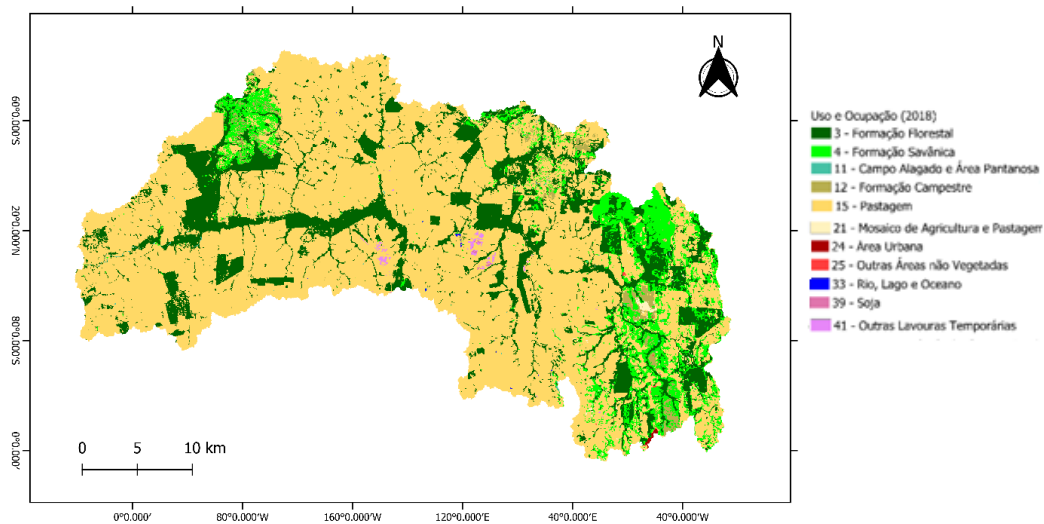 N
60°0.000'S
20°0.000'N
80°0.000'S
0°0.000'
0 5 10 km
0°0.000' 80°0.000'W 160°0.000'W 120°0.000'E 40°0.000'E 40°0.000'W
Uso e Ocupação (2018)
3 - Formação Florestal
4 - Formação Savânica
11 - Campo Alagado e Área Pantanosa
12 - Formação Campestre
15 - Pastagem
21 - Mosaico de Agricultura e Pastagem
24 - Área Urbana
25 - Outras Áreas não Vegetadas
33 - Rio, Lago e Oceano
39 - Soja
41 - Outras Lavouras Temporárias